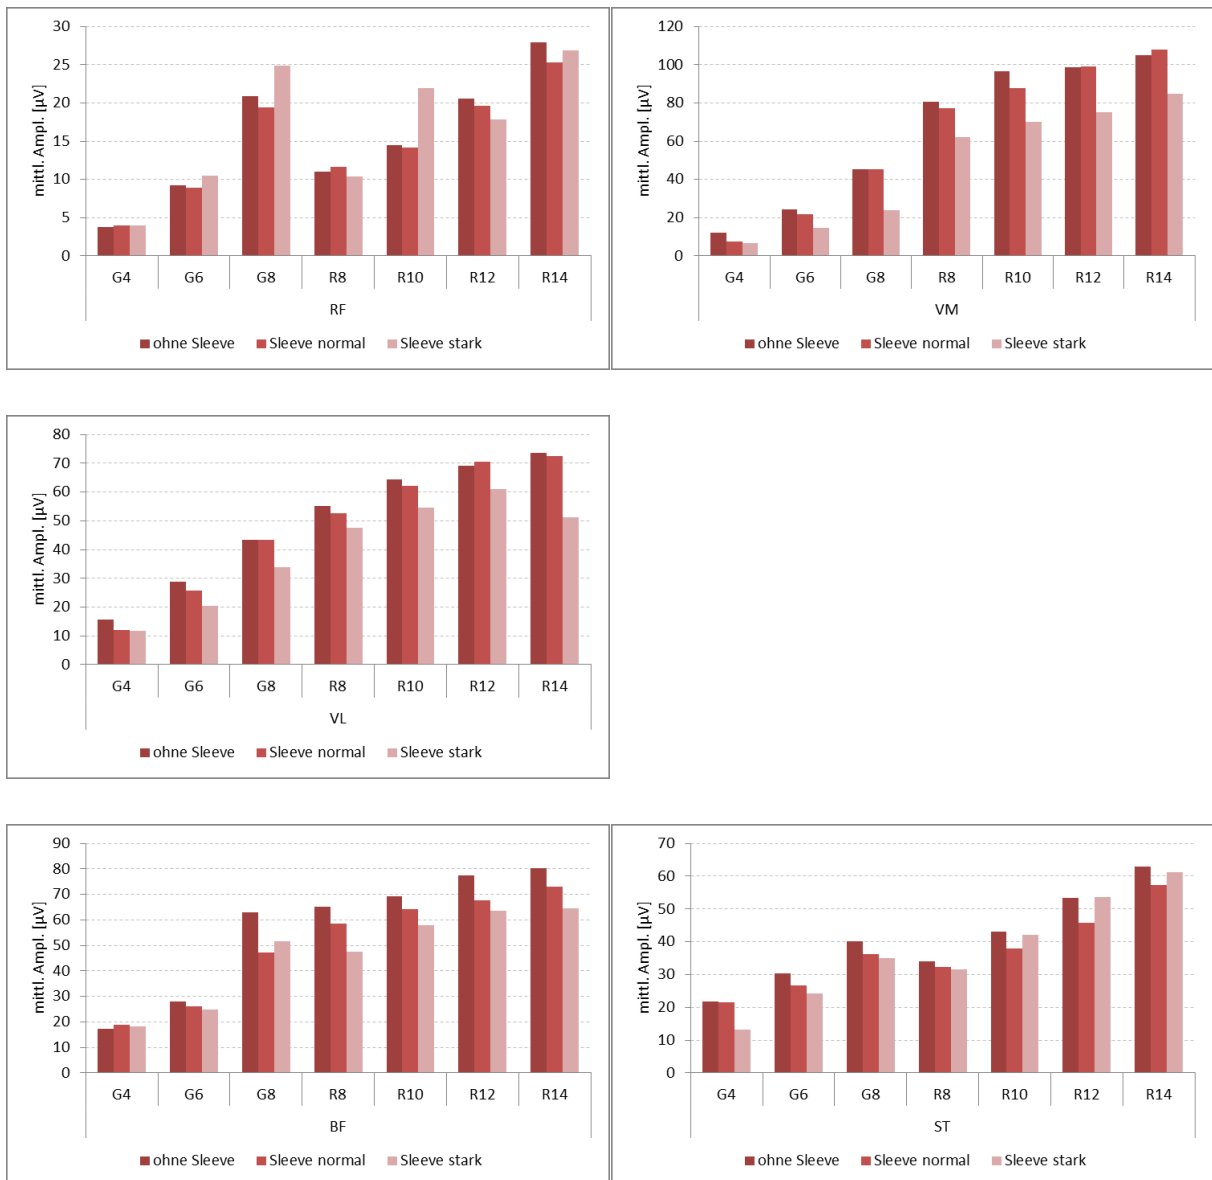 mittl. Ampl. [µV]
30
25
20
15
10
5
0
G4 G6 G8 R8 R10 R12 R14
RF
ohne Sleeve Sleeve normal Sleeve stark
mittl. Ampl. [µV]
120
100
80
60
40
20
0
G4 G6 G8 R8 R10 R12 R14
VM
ohne Sleeve Sleeve normal Sleeve stark
mittl. Ampl. [µV]
80
70
60
50
40
30
20
10
0
G4 G6 G8 R8 R10 R12 R14
VL
ohne Sleeve Sleeve normal Sleeve stark
mittl. Ampl. [µV]
90
80
70
60
50
40
30
20
10
0
G4 G6 G8 R8 R10 R12 R14
BF
ohne Sleeve Sleeve normal Sleeve stark
mittl. Ampl. [µV]
70
60
50
40
30
20
10
0
G4 G6 G8 R8 R10 R12 R14
ST
ohne Sleeve Sleeve normal Sleeve stark